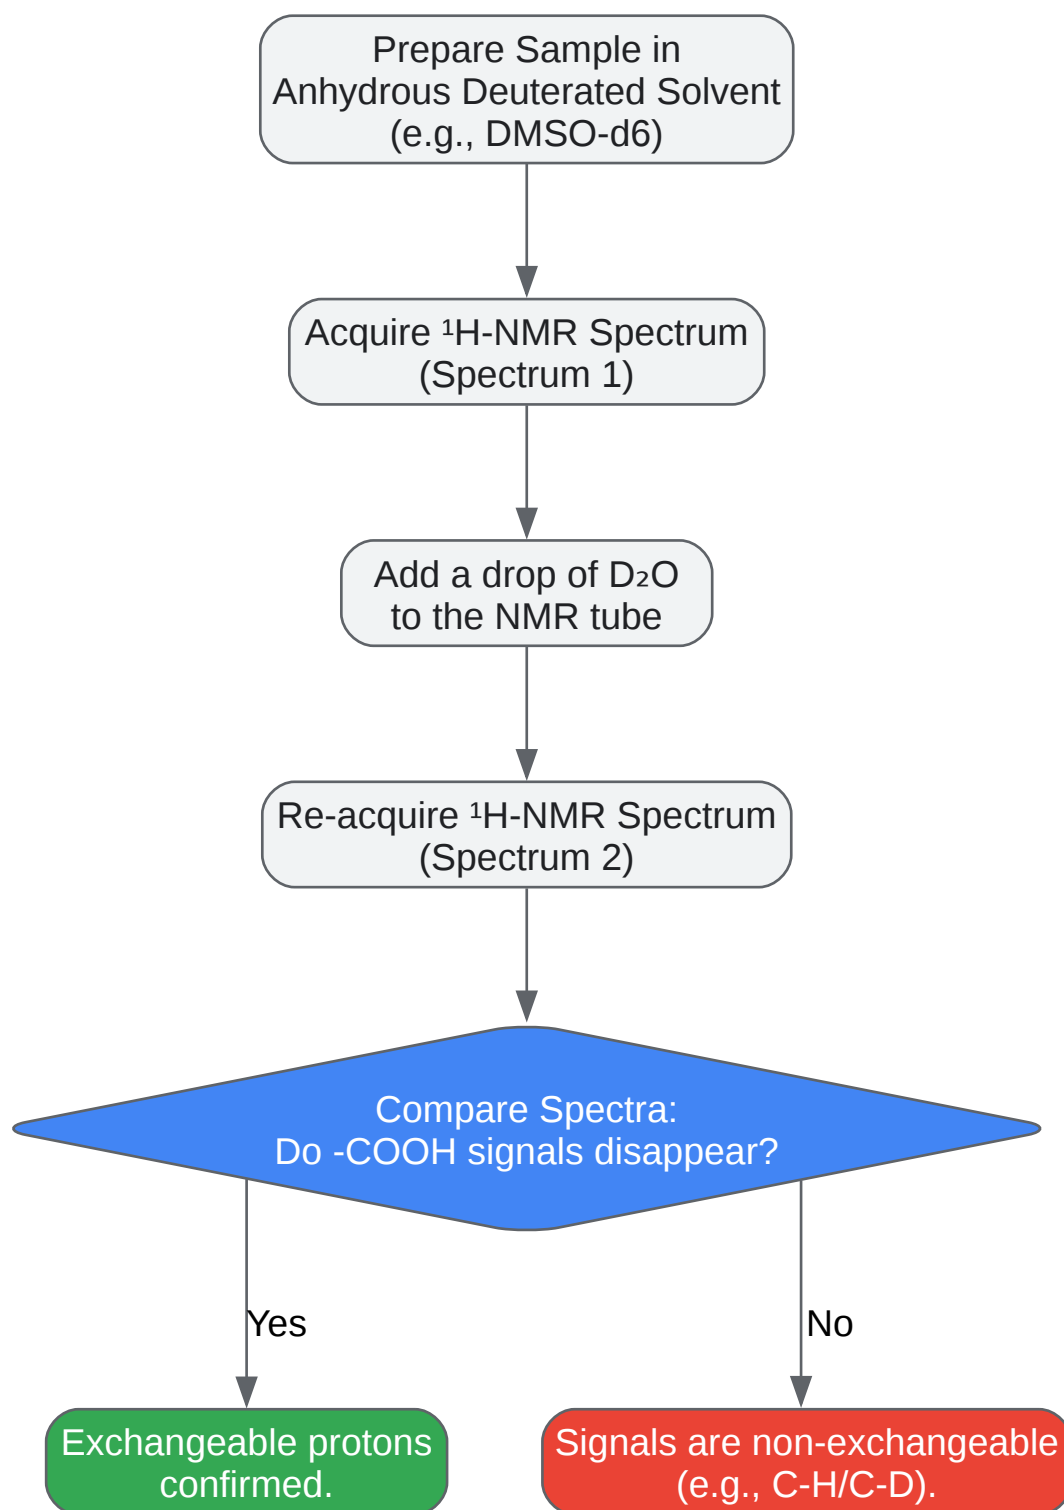 Prepare Sample in
Anhydrous Deuterated Solvent
(e.g., DMSO-d6)
Acquire ¹H-NMR Spectrum
(Spectrum 1)
Add a drop of D₂O
to the NMR tube
Re-acquire ¹H-NMR Spectrum
(Spectrum 2)
Compare Spectra:
Do -COOH signals disappear?
Yes
No
Exchangeable protons
confirmed.
Signals are non-exchangeable
(e.g., C-H/C-D).